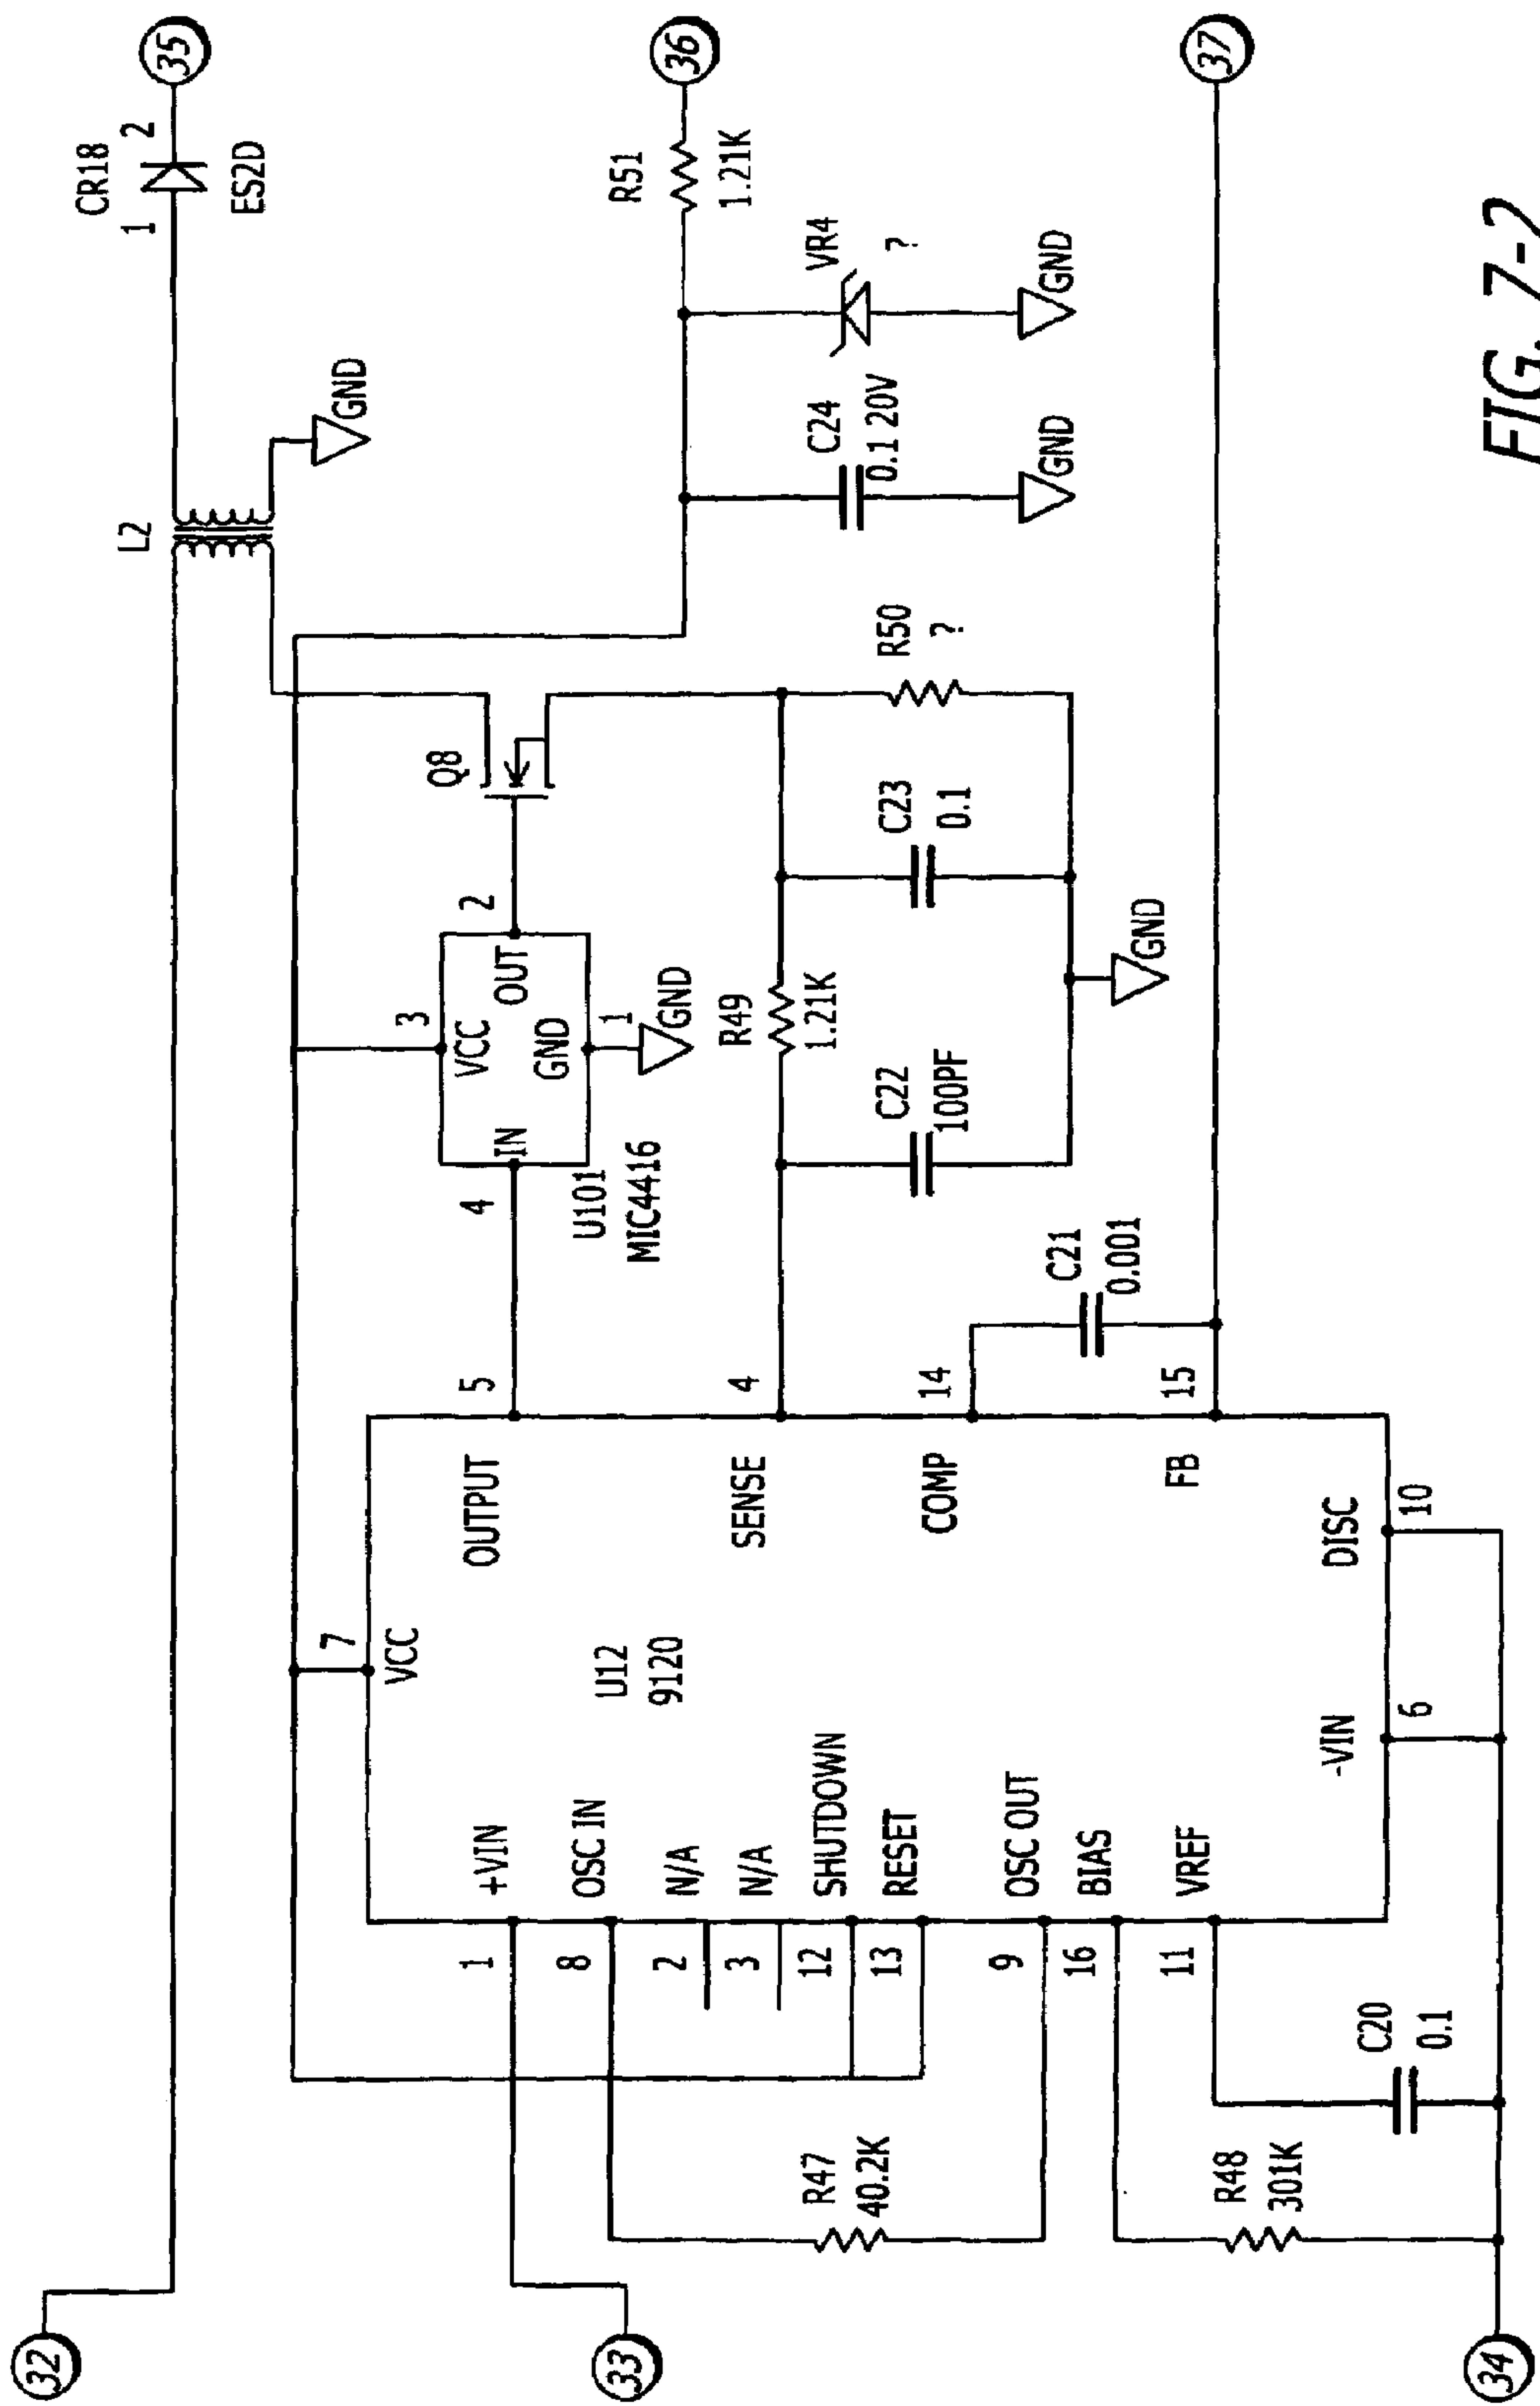 32
L2
CR18
1 2
ES2D
35
GND
33
34
7
VCC
U12
9120
1
+VIN
8
OSC IN
2
N/A
3
N/A
12
SHUTDOWN
13
RESET
9
OSC OUT
16
BIAS
11
VREF
6
-VIN
10
DISC
5
OUTPUT
4
SENSE
14
COMP
15
FB
R47
40.2K
R48
301K
C20
0.1
C21
0.001
4
IN
3
VCC
2
OUT
GND
1
GND
U101
MIC4416
Q8
R49
1.21K
C22
100PF
C23
0.1
R50
?
GND
C24
0.1 20V
GND
VR4
?
GND
R51
1.21K
36
37
FIG. 7-2